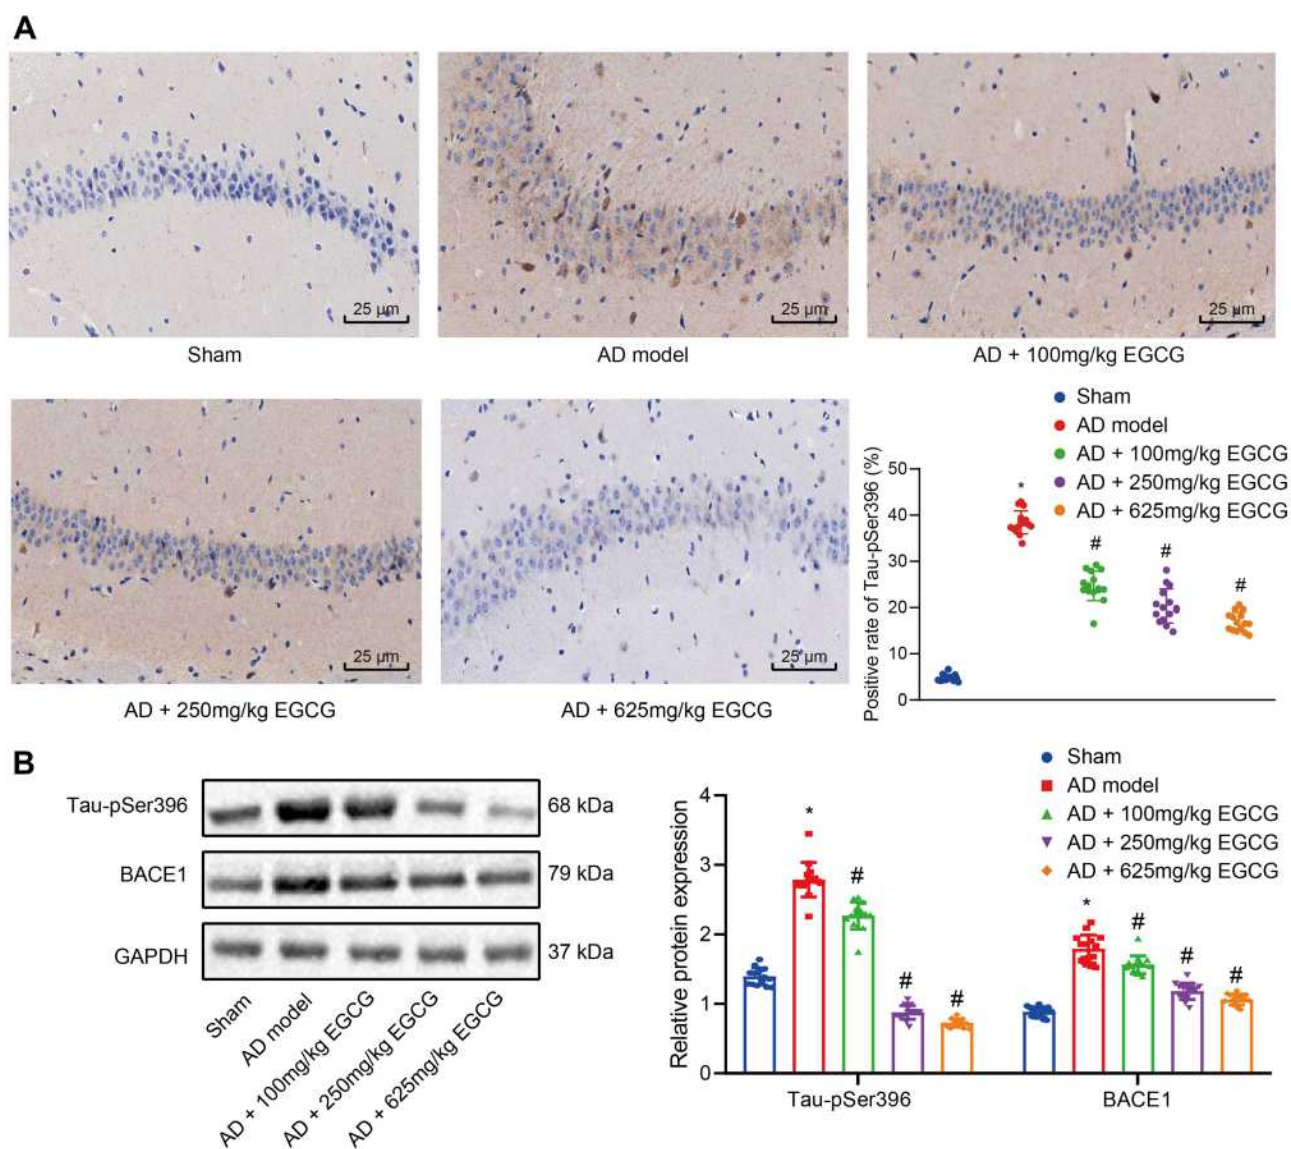 A
25 µm
Sham
25 µm
AD model
25 µm
AD + 100mg/kg EGCG
AD + 250mg/kg EGCG
25 µm
AD + 625mg/kg EGCG
Sham
AD model
AD + 100mg/kg EGCG
AD + 250mg/kg EGCG
AD + 625mg/kg EGCG
Positive rate of Tau-pSer396 (%)
50
40
30
20
10
0
*
#
#
#
B
Tau-pSer396
68 kDa
BACE1
79 kDa
GAPDH
37 kDa
Sham
AD model
AD + 100mg/kg EGCG
AD + 250mg/kg EGCG
AD + 625mg/kg EGCG
Sham
AD model
AD + 100mg/kg EGCG
AD + 250mg/kg EGCG
AD + 625mg/kg EGCG
Relative protein expression
4
3
2
1
0
*
#
#
#
*
#
#
#
Tau-pSer396
BACE1